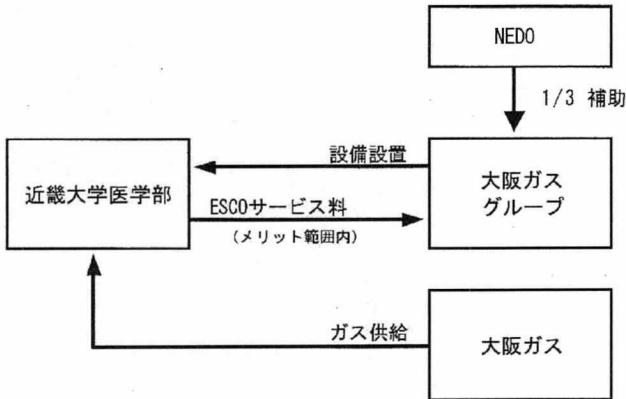 NEDO
1/3 補助
設備設置
近畿大学医学部
大阪ガス
グループ
ESCOサービス料
(メリット範囲内)
ガス供給
大阪ガス